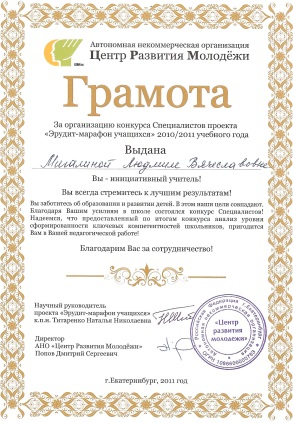 Автономная некоммерческая организация
Центр Развития Молодёжи
Грамота
За организацию конкурса Специалистов проекта
«Эрудит-марафон учащихся» 2010/2011 учебного года
Выдана
Михалиной Людмиле Вячеславовне
Вы - инициативный учитель!
Вы всегда стремитесь к лучшим результатам!
Вы заботитесь об образовании и развитии детей. В этом наши цели совпадают.
Благодаря Вашим усилиям в школе состоялся конкурс Специалистов!
Надеемся, что предоставленный по итогам конкурса анализ уровня
сформированности ключевых компетентностей школьников, пригодится
Вам в Вашей педагогической работе!
Благодарим Вас за сотрудничество!
Научный руководитель
проекта «Эрудит-марафон учащихся»
к.п.н. Титаренко Наталья Николаевна
Директор
АНО «Центр Развития Молодёжи»
Попов Дмитрий Сергеевич
«Центр
развития
молодежи»
г.Екатеринбург, 2011 год